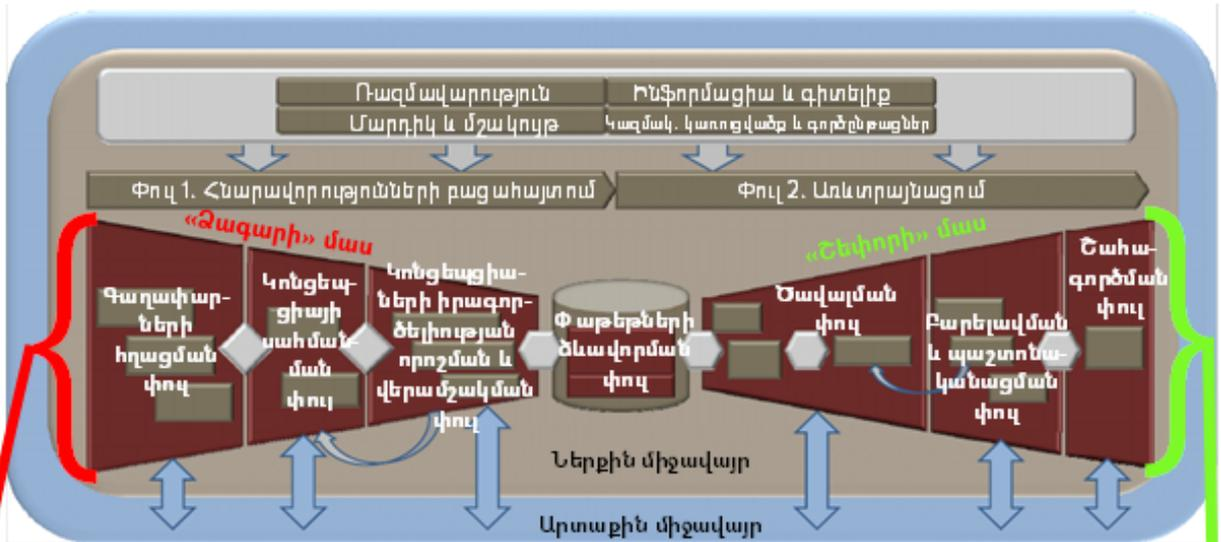 Ռազմավարություն
Ինֆորմացիա և գիտելիք
Մարդիկ և մշակույթ
Կազմակ. կառուցվածք և գործընթացներ
Փուլ 1. Հնարավորությունների բացահայտում
Փուլ 2. Առևտրայնացում
«Ձագարի» մաս
«Շեփորի» մաս
Գաղափար-
ների
հղացման
փուլ
Կոնցեպ-
ցիայի
սահման-
ման
փուլ
Կոնցեպցիա-
ների իրագոր-
ծելիության
որոշման և
վերամշակման
փուլ
Փաթեթների
ձևավորման
փուլ
Ծավալման
փուլ
Բարելավման
և պաշտոնա-
կանացման
փուլ
Շահա-
գործման
փուլ
Ներքին միջավայր
Արտաքին միջավայր